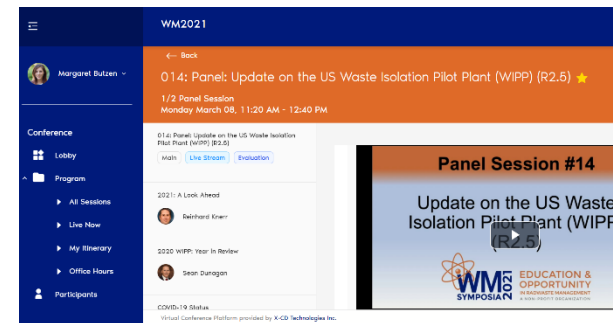 WM2021
Margaret Butzen
Conference
Lobby
Program
All Sessions
Live Now
My Itinerary
Office Hours
Participants
← Back
014: Panel: Update on the US Waste Isolation Pilot Plant (WIPP) (R2.5)
1/2 Panel Session
Monday March 08, 11:20 AM - 12:40 PM
014: Panel: Update on the US Waste Isolation
Pilot Plant (WIPP) (R2.5)
Main Live Stream Evaluation
2021: A Look Ahead
Reinhard Knerr
2020 WIPP: Year in Review
Sean Dunagan
COVID-19 Status
Panel Session #14
Update on the US Waste
Isolation Pilot Plant (WIPP
(R2.5)
WM21
SYMPOSIA
EDUCATION &
OPPORTUNITY
IN RADWASTE MANAGEMENT
A NON-PROFIT ORGANIZATION
Virtual Conference Platform provided by X-CD Technologies Inc.